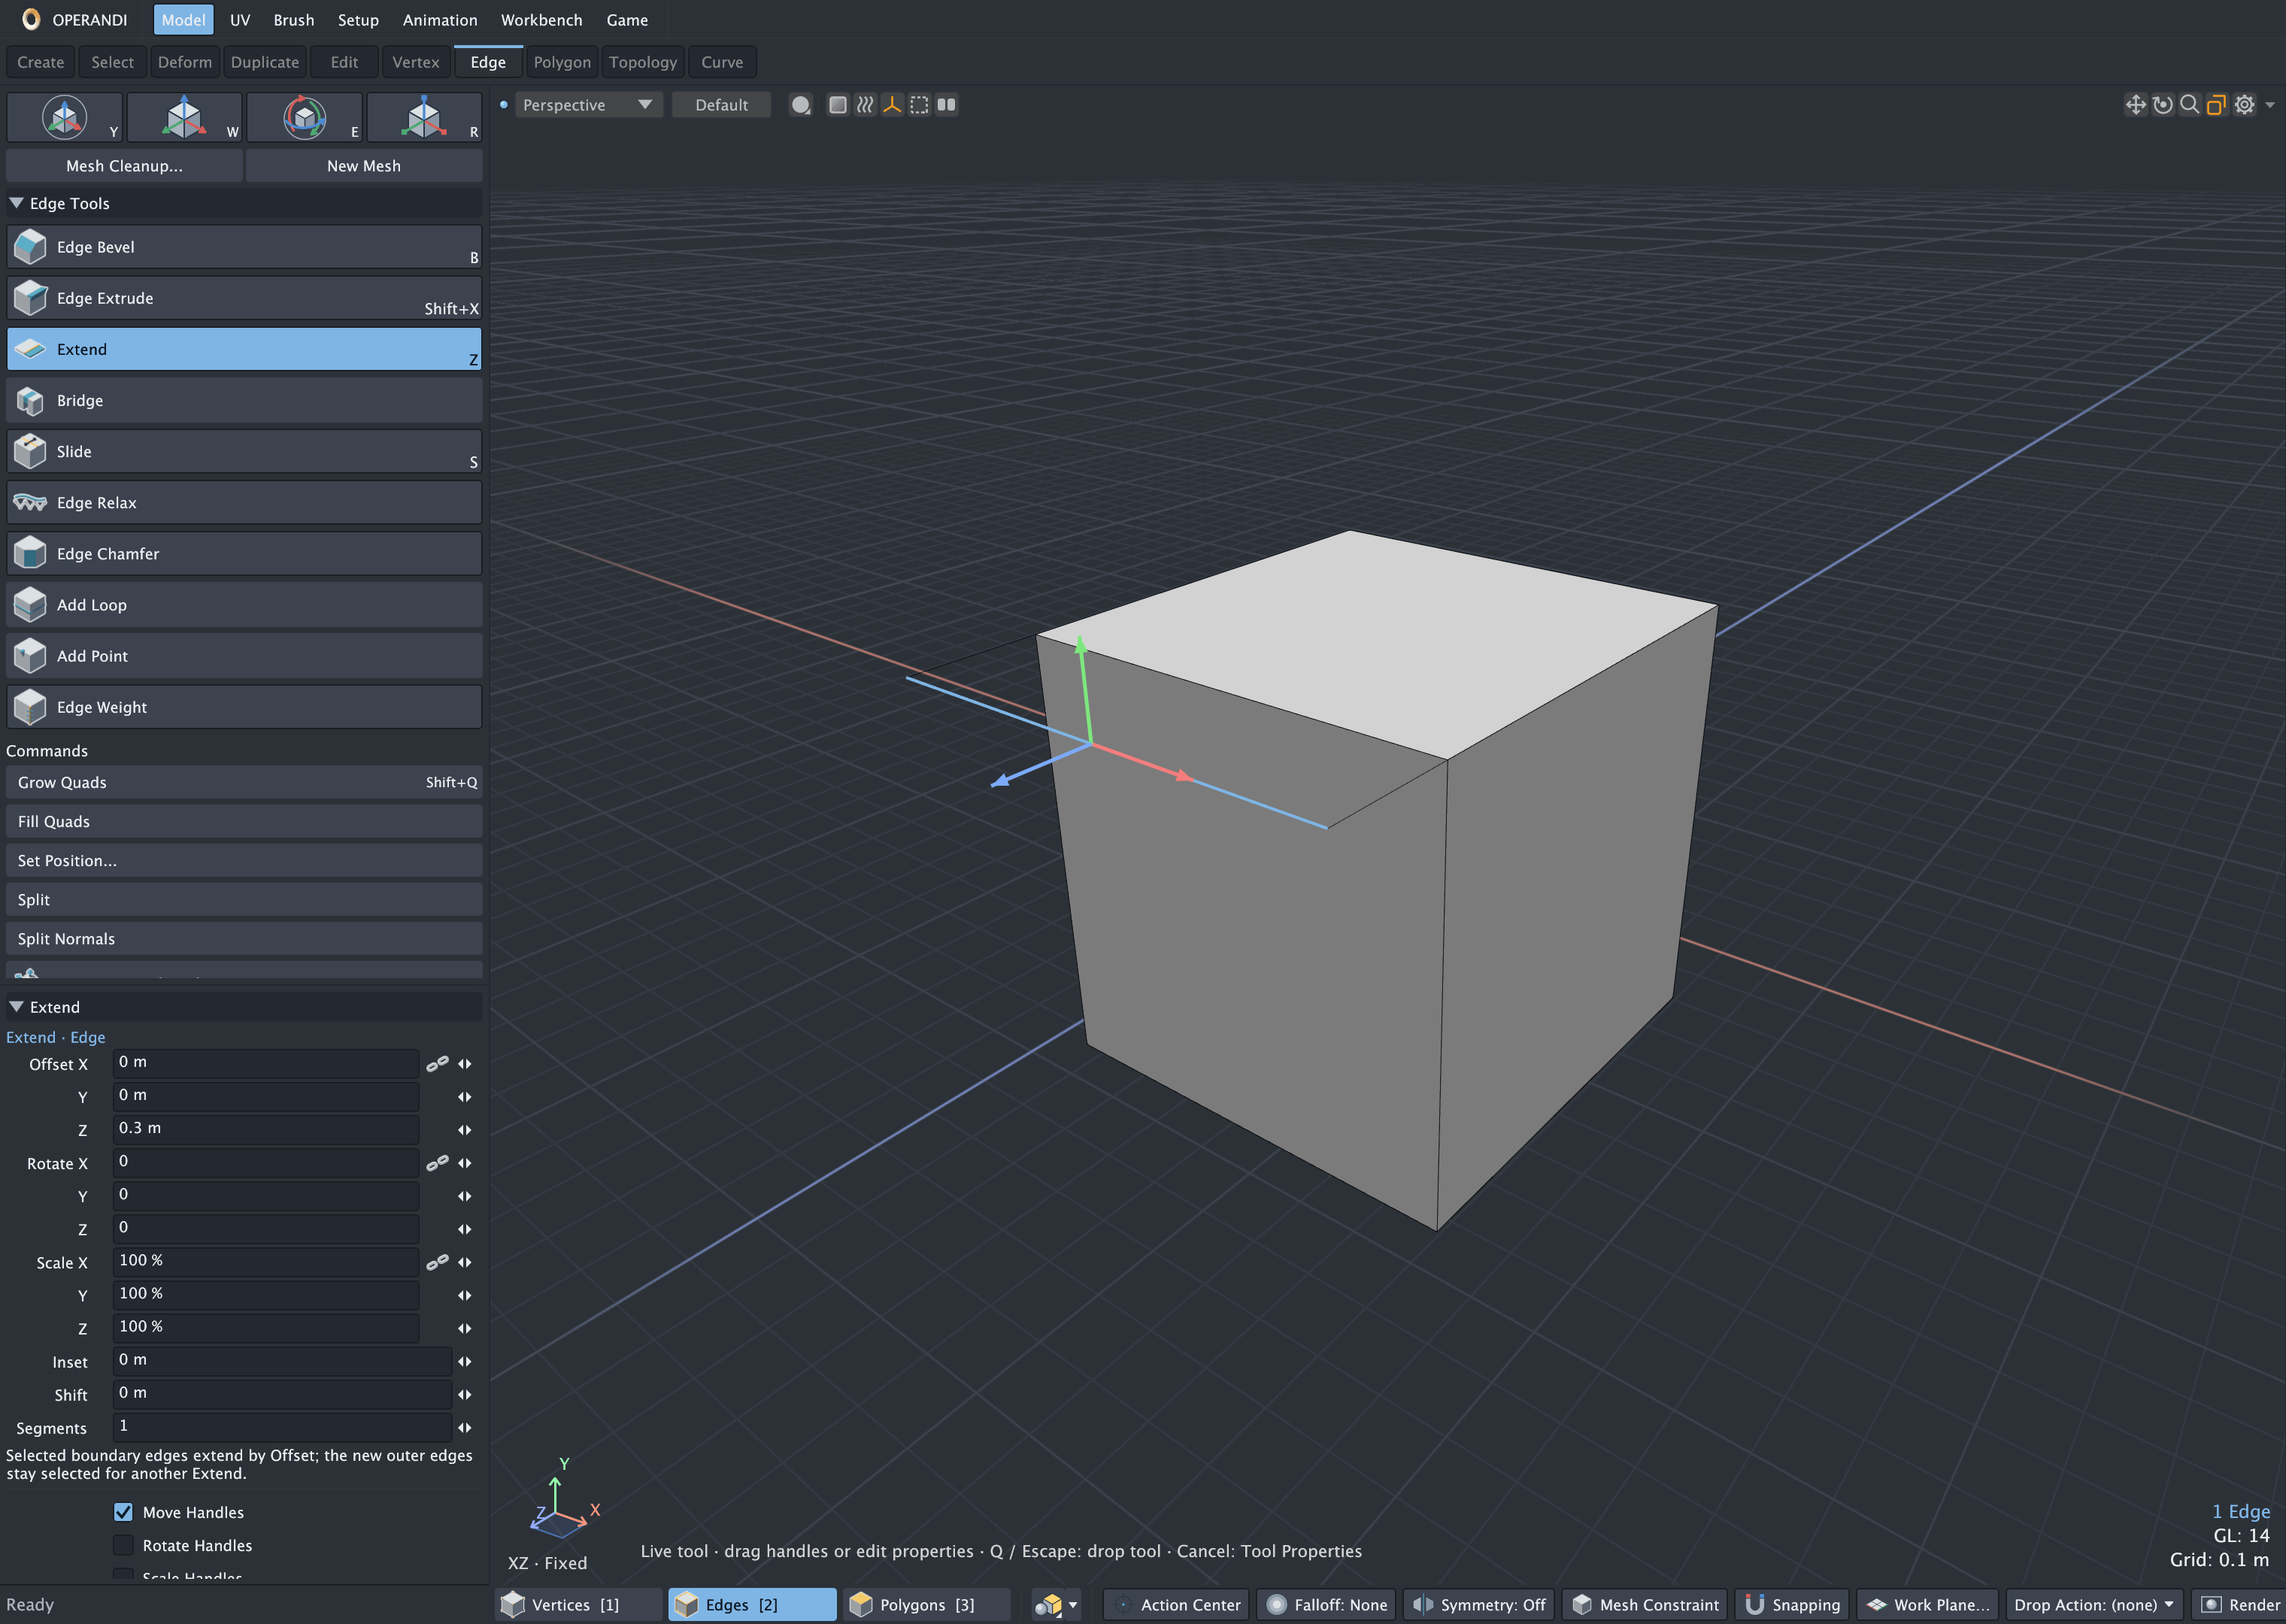 OPERANDI Model UV Brush Setup Animation Workbench Game
Create Select Deform Duplicate Edit Vertex Edge Polygon Topology Curve
Y W E R
Perspective Default
Mesh Cleanup... New Mesh
Edge Tools
Edge Bevel B
Edge Extrude Shift+X
Extend Z
Bridge
Slide S
Edge Relax
Edge Chamfer
Add Loop
Add Point
Edge Weight
Commands
Grow Quads Shift+Q
Fill Quads
Set Position...
Split
Split Normals
Extend
Extend · Edge
Offset X 0 m
Y 0 m
Z 0.3 m
Rotate X 0
Y 0
Z 0
Scale X 100 %
Y 100 %
Z 100 %
Inset 0 m
Shift 0 m
Segments 1
Selected boundary edges extend by Offset; the new outer edges
stay selected for another Extend.
Move Handles
Rotate Handles
Scale Handles
Y
Z X
XZ · Fixed
Live tool · drag handles or edit properties · Q / Escape: drop tool · Cancel: Tool Properties
1 Edge
GL: 14
Grid: 0.1 m
Ready Vertices [1] Edges [2] Polygons [3] Action Center Falloff: None Symmetry: Off Mesh Constraint Snapping Work Plane... Drop Action: (none) Render